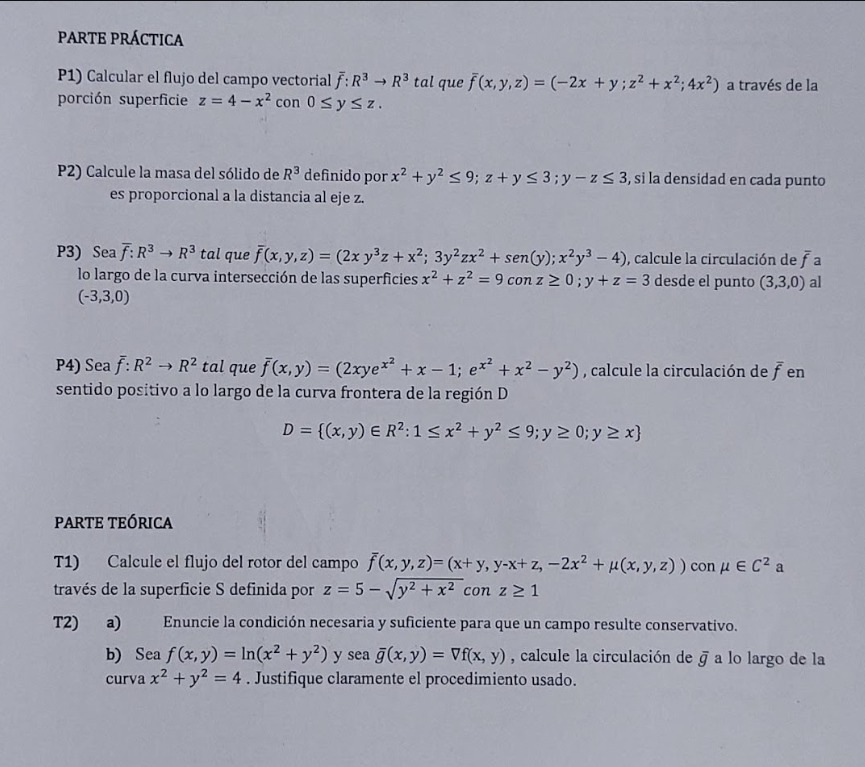 PARTE PRÁCTICA
P1) Calcular el flujo del campo vectorial f̄: R³ → R³ tal que f̄(x, y, z) = (−2x + y ; z² + x²; 4x²) a través de la
porción superficie z = 4 − x² con 0 ≤ y ≤ z .
P2) Calcule la masa del sólido de R³ definido por x² + y² ≤ 9; z + y ≤ 3 ; y − z ≤ 3, si la densidad en cada punto
es proporcional a la distancia al eje z.
P3) Sea f̄: R³ → R³ tal que f̄(x, y, z) = (2x y³z + x²; 3y²zx² + sen(y); x²y³ − 4), calcule la circulación de f̄ a
lo largo de la curva intersección de las superficies x² + z² = 9 con z ≥ 0 ; y + z = 3 desde el punto (3,3,0) al
(-3,3,0)
P4) Sea f̄: R² → R² tal que f̄(x, y) = (2xye^{x²} + x − 1; e^{x²} + x² − y²) , calcule la circulación de f̄ en
sentido positivo a lo largo de la curva frontera de la región D
D = {(x, y) ∈ R²: 1 ≤ x² + y² ≤ 9; y ≥ 0; y ≥ x}
PARTE TEÓRICA
T1) Calcule el flujo del rotor del campo f̄(x, y, z)= (x+ y, y-x+ z, −2x² + μ(x, y, z) ) con μ ∈ C² a
través de la superficie S definida por z = 5 − √(y² + x²) con z ≥ 1
T2) a) Enuncie la condición necesaria y suficiente para que un campo resulte conservativo.
b) Sea f(x, y) = ln(x² + y²) y sea ḡ(x, y) = ∇f(x, y) , calcule la circulación de ḡ a lo largo de la
curva x² + y² = 4 . Justifique claramente el procedimiento usado.